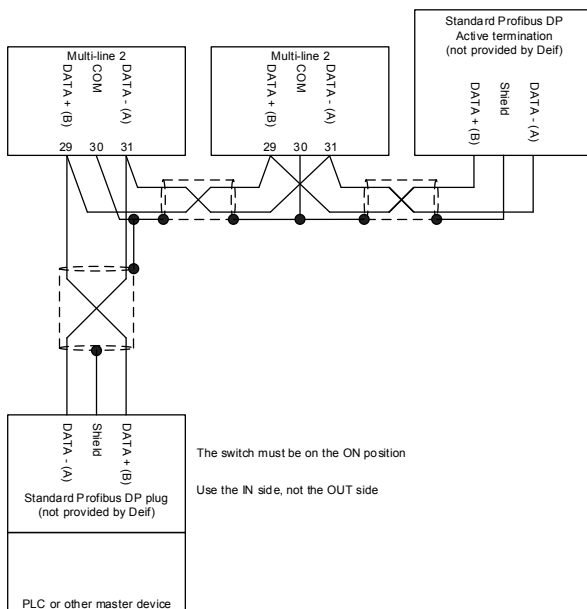 Standard Profibus DP
Active termination
(not provided by Deif)
DATA + (B)
Shield
DATA - (A)
Multi-line 2
DATA + (B)
COM
DATA - (A)
29 30 31
Multi-line 2
DATA + (B)
COM
DATA - (A)
29 30 31
DATA - (A)
Shield
DATA + (B)
Standard Profibus DP plug
(not provided by Deif)
The switch must be on the ON position
Use the IN side, not the OUT side
PLC or other master device